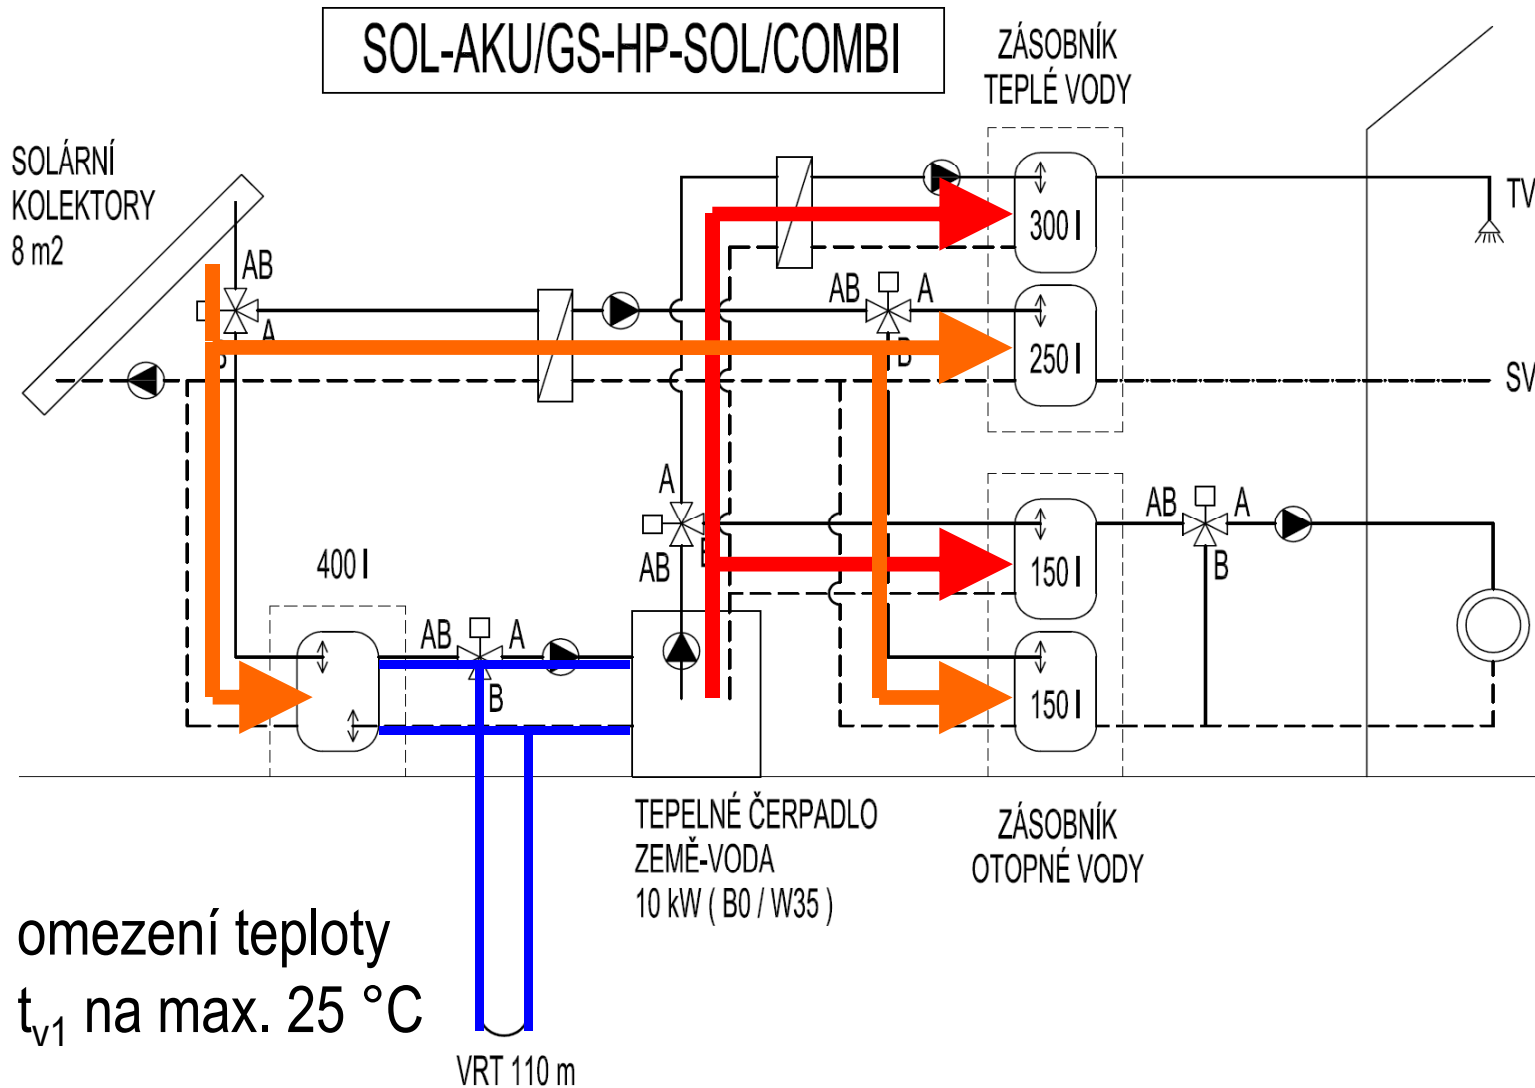 SOL-AKU/GS-HP-SOL/COMBI
ZÁSOBNÍK
TEPLÉ VODY
SOLÁRNÍ
KOLEKTORY
8 m2
TV
300 l
AB
AB
A
A
B
B
250 l
SV
A
AB
A
400 l
AB
B
150 l
B
AB
A
B
150 l
TEPELNÉ ČERPADLO
ZEMĚ-VODA
10 kW ( B0 / W35 )
ZÁSOBNÍK
OTOPNÉ VODY
omezení teploty
tv1 na max. 25 °C
VRT 110 m